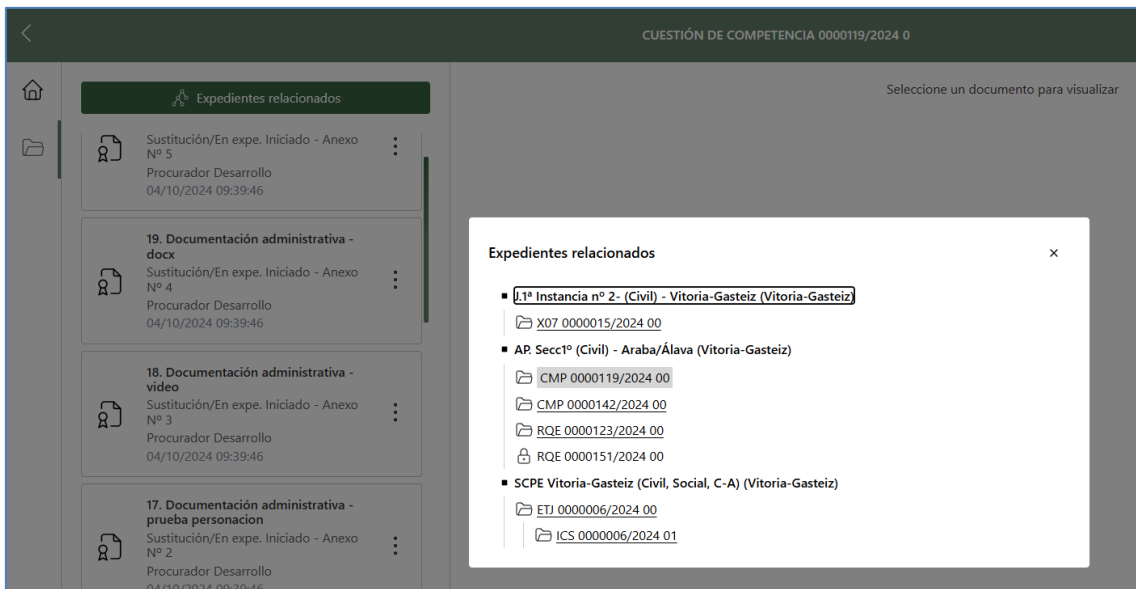 CUESTIÓN DE COMPETENCIA 0000119/2024 0
Expedientes relacionados
Seleccione un documento para visualizar
Sustitución/En expe. Iniciado - Anexo
Nº 5
Procurador Desarrollo
04/10/2024 09:39:46
19. Documentación administrativa -
docx
Sustitución/En expe. Iniciado - Anexo
Nº 4
Procurador Desarrollo
04/10/2024 09:39:46
18. Documentación administrativa -
video
Sustitución/En expe. Iniciado - Anexo
Nº 3
Procurador Desarrollo
04/10/2024 09:39:46
17. Documentación administrativa -
prueba personacion
Sustitución/En expe. Iniciado - Anexo
Nº 2
Procurador Desarrollo
04/10/2024 09:39:46
Expedientes relacionados
J.1ª Instancia nº 2- (Civil) - Vitoria-Gasteiz (Vitoria-Gasteiz)
X07 0000015/2024 00
AP. Secc1º (Civil) - Araba/Álava (Vitoria-Gasteiz)
CMP 0000119/2024 00
CMP 0000142/2024 00
RQE 0000123/2024 00
RQE 0000151/2024 00
SCPE Vitoria-Gasteiz (Civil, Social, C-A) (Vitoria-Gasteiz)
ETJ 0000006/2024 00
ICS 0000006/2024 01